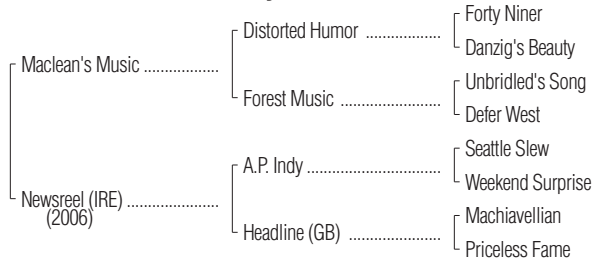 Forty Niner
Distorted Humor ..................
Danzig's Beauty
Maclean's Music ..................
Unbridled's Song
Forest Music ........................
Defer West
Seattle Slew
A.P. Indy ................................
Weekend Surprise
Newsreel (IRE) ......................
(2006)
Machiavellian
Headline (GB) ......................
Priceless Fame